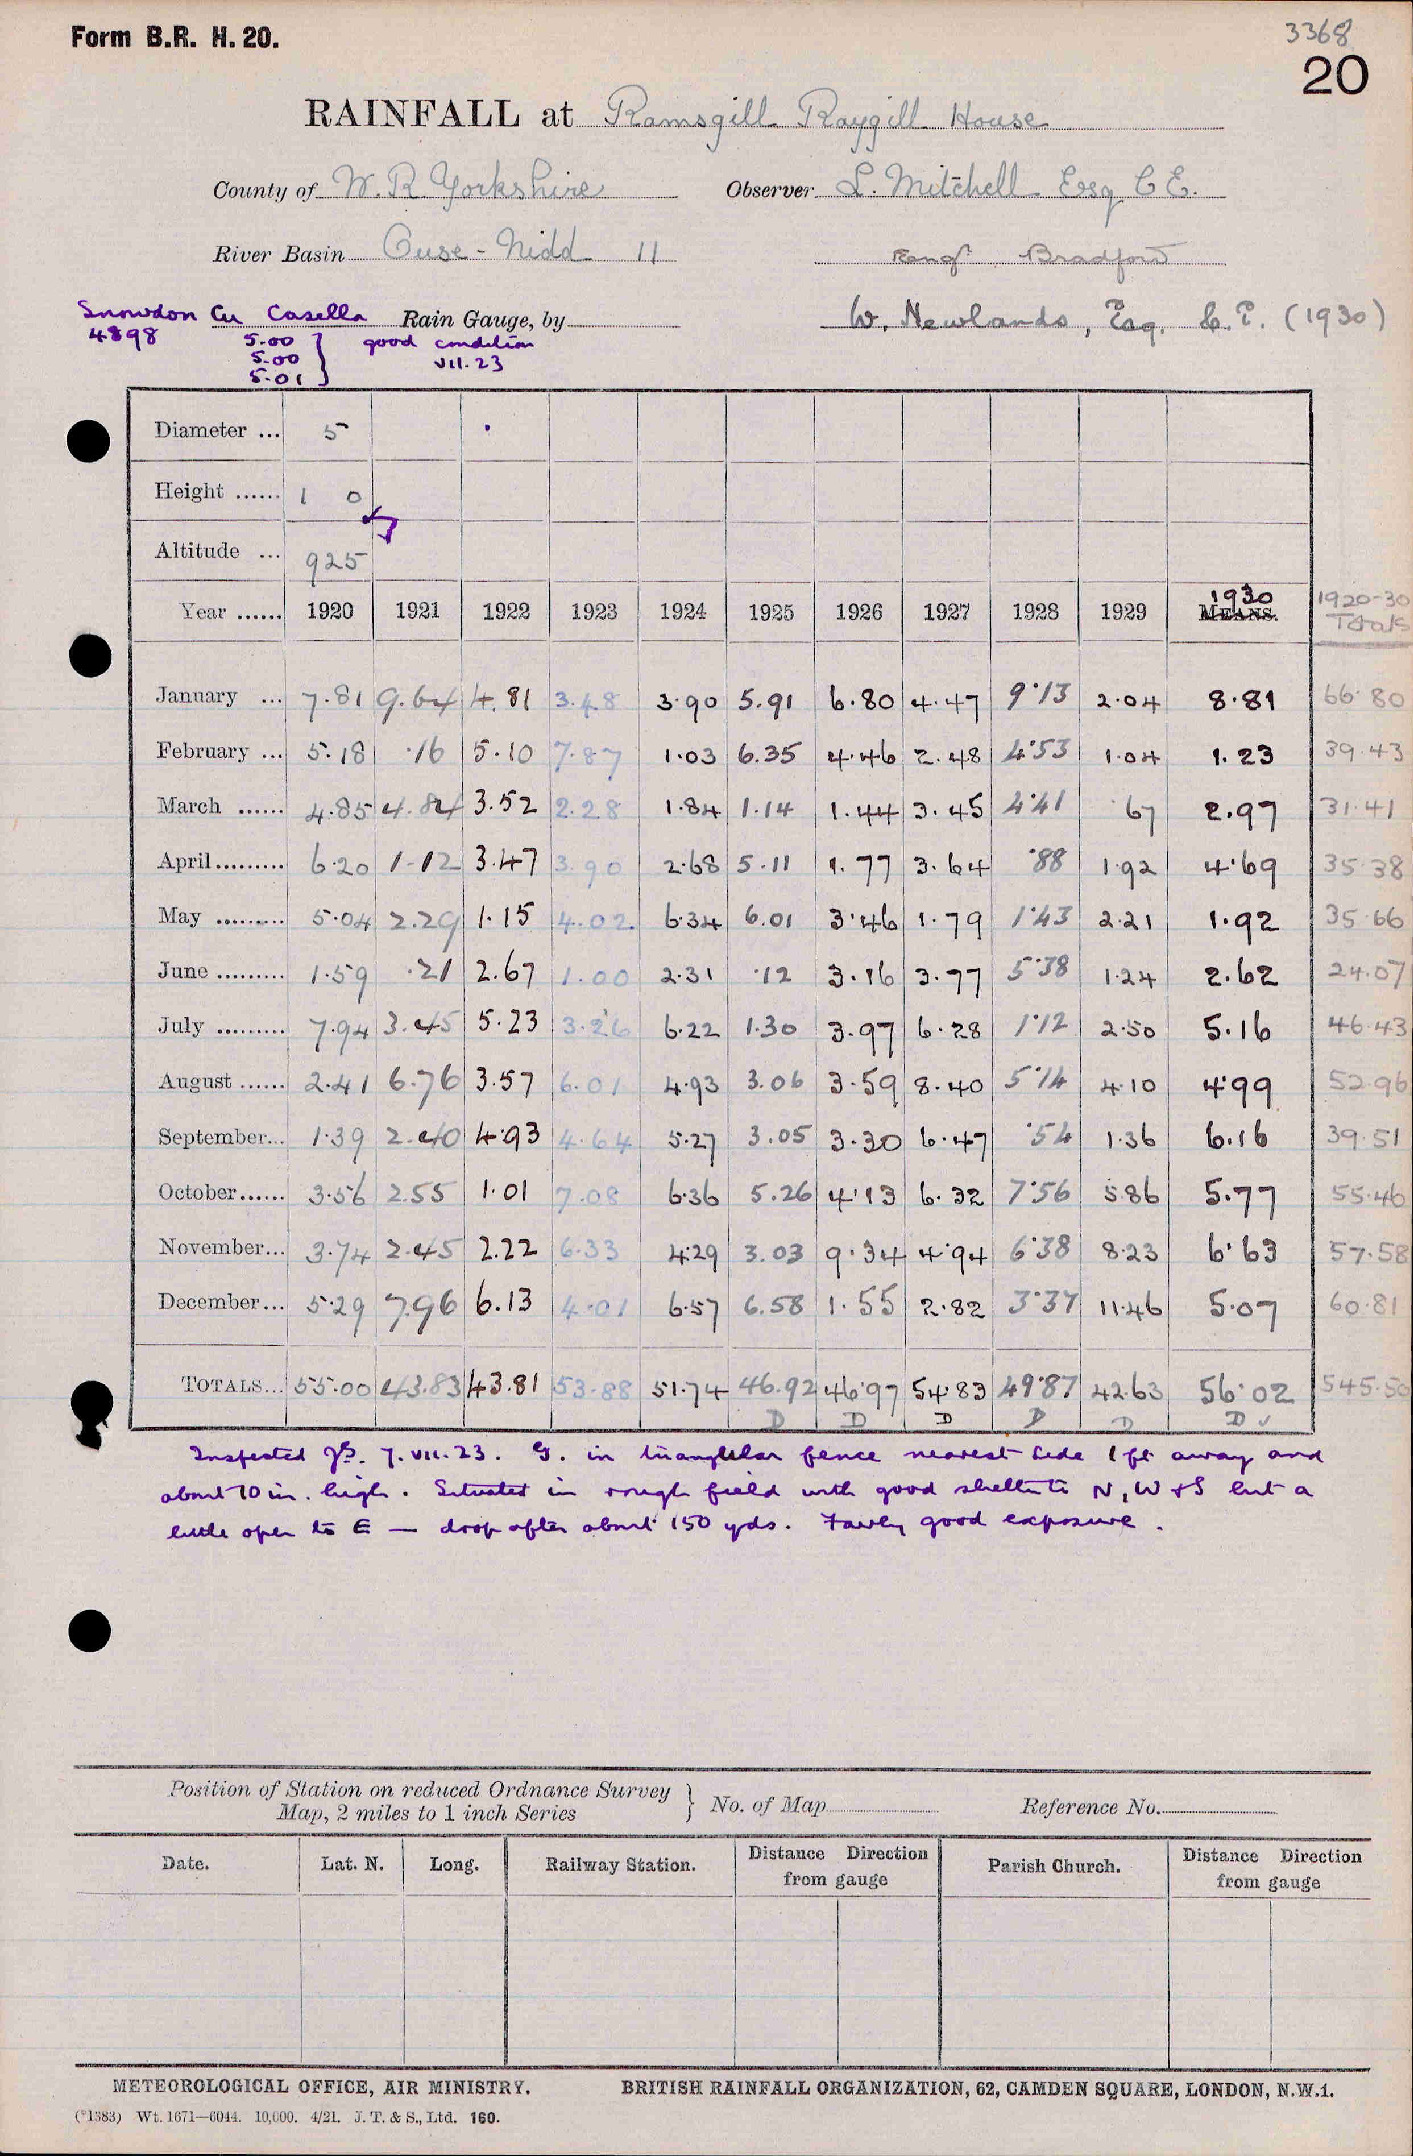 Form B.R. H. 20.
3368
20
RAINFALL at Ramsgill Raygill House
County of W. R Yorkshire Observer L. Mitchell Esq C E.
River Basin Ouse - Nidd 11 Bradford
Snowdon Cu Casella Rain Gauge, by W. Newlands, Esq. C. E. (1930)
4898 5.00 } good condition
5.00 VII.23
5.01
Diameter ... 5
Height ...... 1 0
Altitude ... 925
Year ...... 1920 1921 1922 1923 1924 1925 1926 1927 1928 1929 1930 MEANS. 1920-30 Totals
January ... 7.81 9.64 4.81 3.48 3.90 5.91 6.80 4.47 9.13 2.04 8.81 66.80
February ... 5.18 .16 5.10 7.87 1.03 6.35 4.46 2.48 4.53 1.04 1.23 39.43
March ...... 4.85 4.84 3.52 2.28 1.84 1.14 1.44 3.45 4.41 .67 2.97 31.41
April......... 6.20 1.12 3.47 3.90 2.68 5.11 1.77 3.64 .88 1.92 4.69 35.38
May ......... 5.04 2.29 1.15 4.02 6.34 6.01 3.46 1.79 1.43 2.21 1.92 35.66
June ......... 1.59 .21 2.67 1.00 2.31 .12 3.16 3.77 5.38 1.24 2.62 24.07
July ......... 7.94 3.45 5.23 3.26 6.22 1.30 3.97 6.28 1.12 2.50 5.16 46.43
August ...... 2.41 6.76 3.57 6.01 4.93 3.06 3.59 8.40 5.14 4.10 4.99 52.96
September... 1.39 2.40 4.93 4.64 5.27 3.05 3.30 6.47 .54 1.36 6.16 39.51
October...... 3.56 2.55 1.01 7.08 6.36 5.26 4.13 6.32 7.56 5.86 5.77 55.46
November... 3.74 2.45 2.22 6.33 4.29 3.03 9.34 4.94 6.38 8.23 6.63 57.58
December... 5.29 7.96 6.13 4.01 6.57 6.58 1.55 2.82 3.37 11.46 5.07 60.81
TOTALS... 55.00 43.83 43.81 53.88 51.74 46.92 46.97 54.83 49.87 42.63 56.02 545.50
D D D D D D ✓
Inspected 7.VII.23. G. in triangular fence nearest side 1 ft away and
about 10 in. high. Situated in rough field with good shelter to N, W & S but a
little open to E — drop after about 150 yds. Fairly good exposure.
Position of Station on reduced Ordnance Survey Map, 2 miles to 1 inch Series } No. of Map Reference No.
Date. Lat. N. Long. Railway Station. Distance Direction from gauge Parish Church. Distance Direction from gauge
METEOROLOGICAL OFFICE, AIR MINISTRY. BRITISH RAINFALL ORGANIZATION, 62, CAMDEN SQUARE, LONDON, N.W.1.
(*1383) Wt. 1671—6044. 10,000. 4/21. J. T. & S., Ltd. 160.